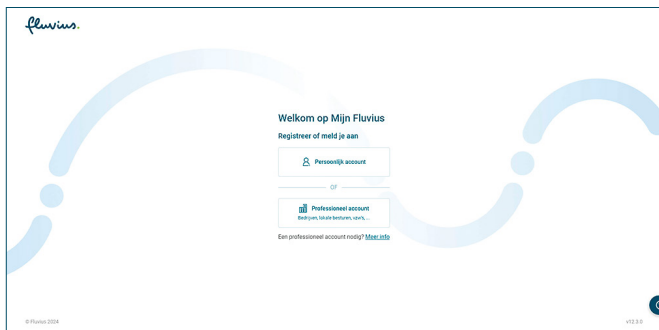 fluvius.
Welkom op Mijn Fluvius
Registreer of meld je aan
Persoonlijk account
OF
Professioneel account
Bedrijven, lokale besturen, vzw's, ...
Een professioneel account nodig? Meer info
© Fluvius 2024
v12.3.0